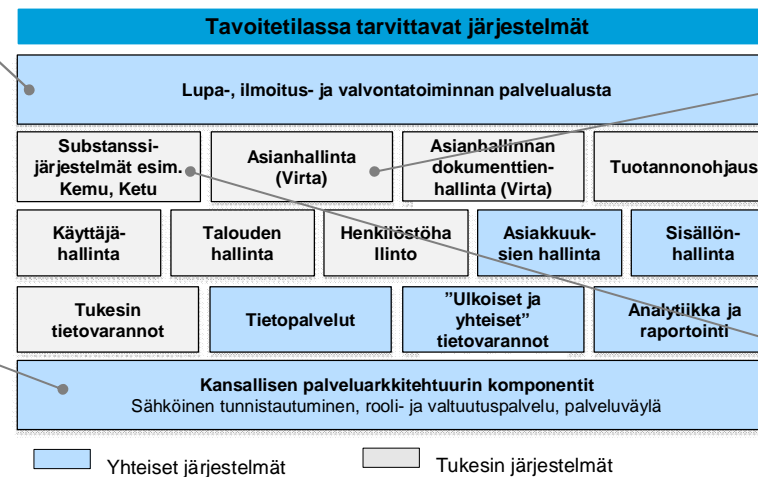 Tavoitetilassa tarvittavat järjestelmät
Lupa-, ilmoitus- ja valvontatoiminnan palvelualusta
Substanssi-
järjestelmät esim.
Kemu, Ketu
Asianhallinta
(Virta)
Asianhallinnan
dokumenttien-
hallinta (Virta)
Tuotannonohjaus
Käyttäjä-
hallinta
Talouden
hallinta
Henkilöstöha
llinto
Asiakkuuk-
sien hallinta
Sisällön-
hallinta
Tukesin
tietovarannot
Tietopalvelut
”Ulkoiset ja
yhteiset”
tietovarannot
Analytiikka ja
raportointi
Kansallisen palveluarkkitehtuurin komponentit
Sähköinen tunnistautuminen, rooli- ja valtuutuspalvelu, palveluväylä
Yhteiset järjestelmät
Tukesin järjestelmät